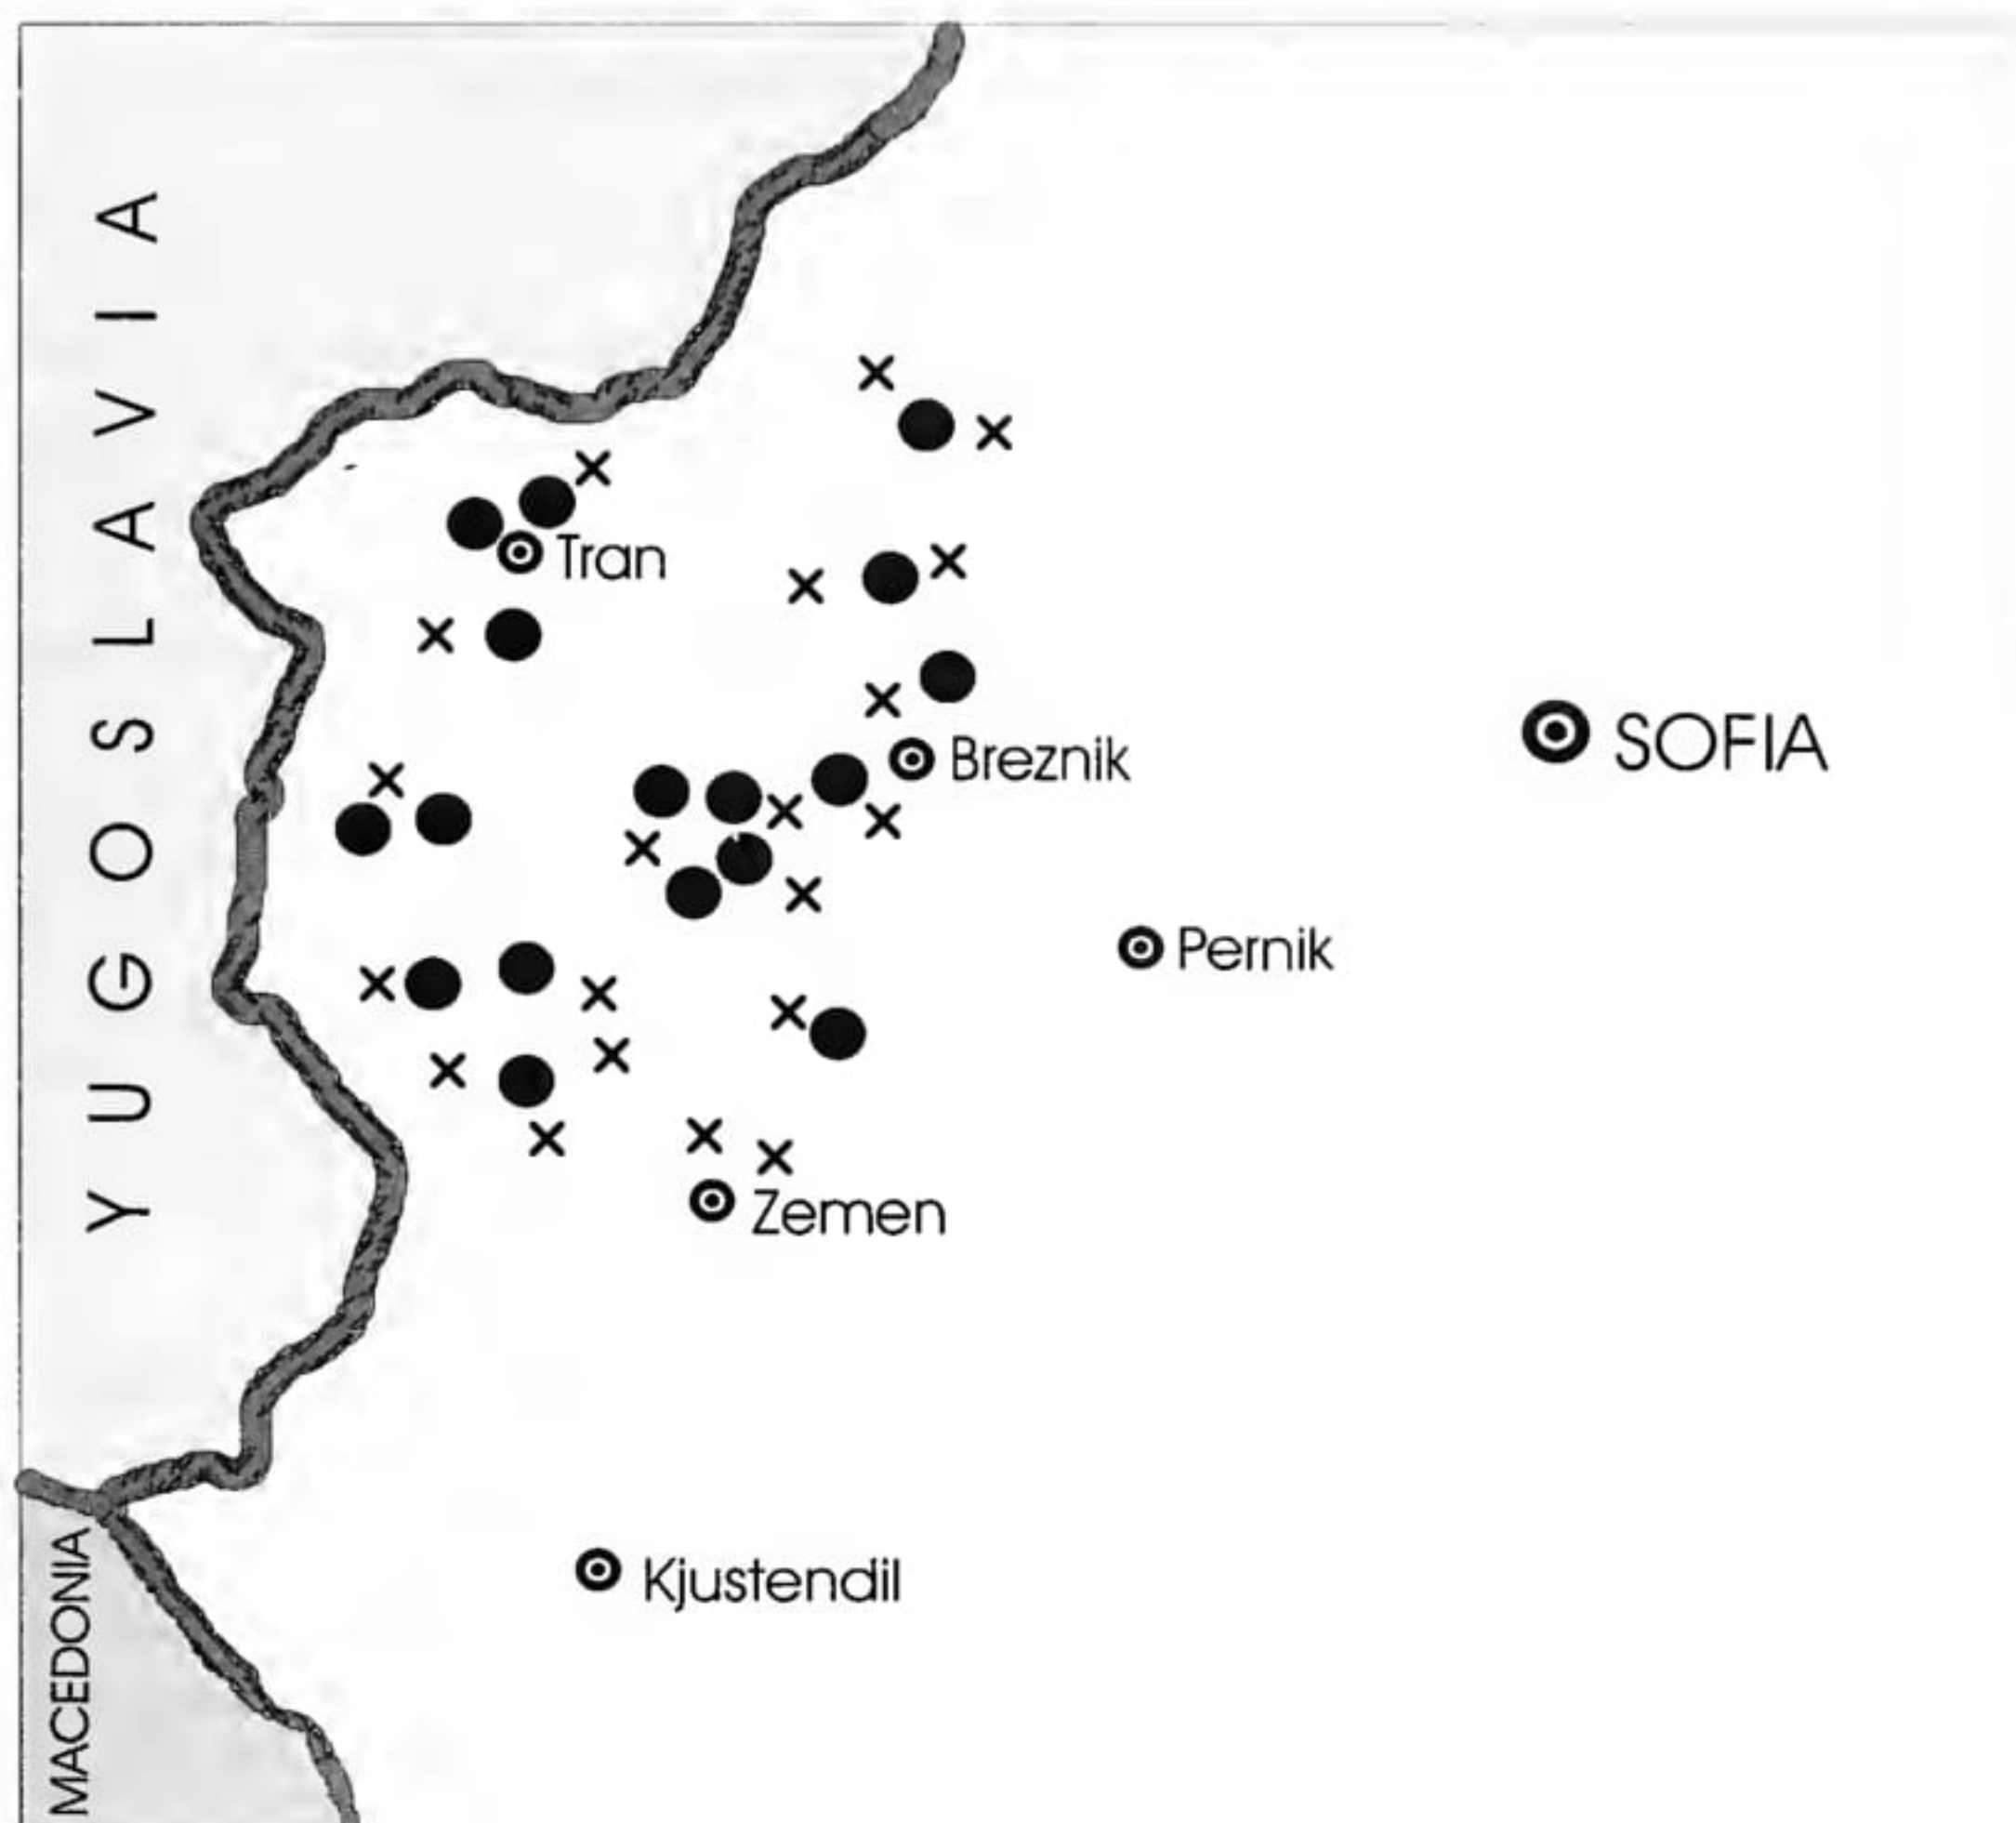 YUGOSLAVIA
Tran
Breznik
SOFIA
Pernik
Zemen
Kjustendil
MACEDONIA